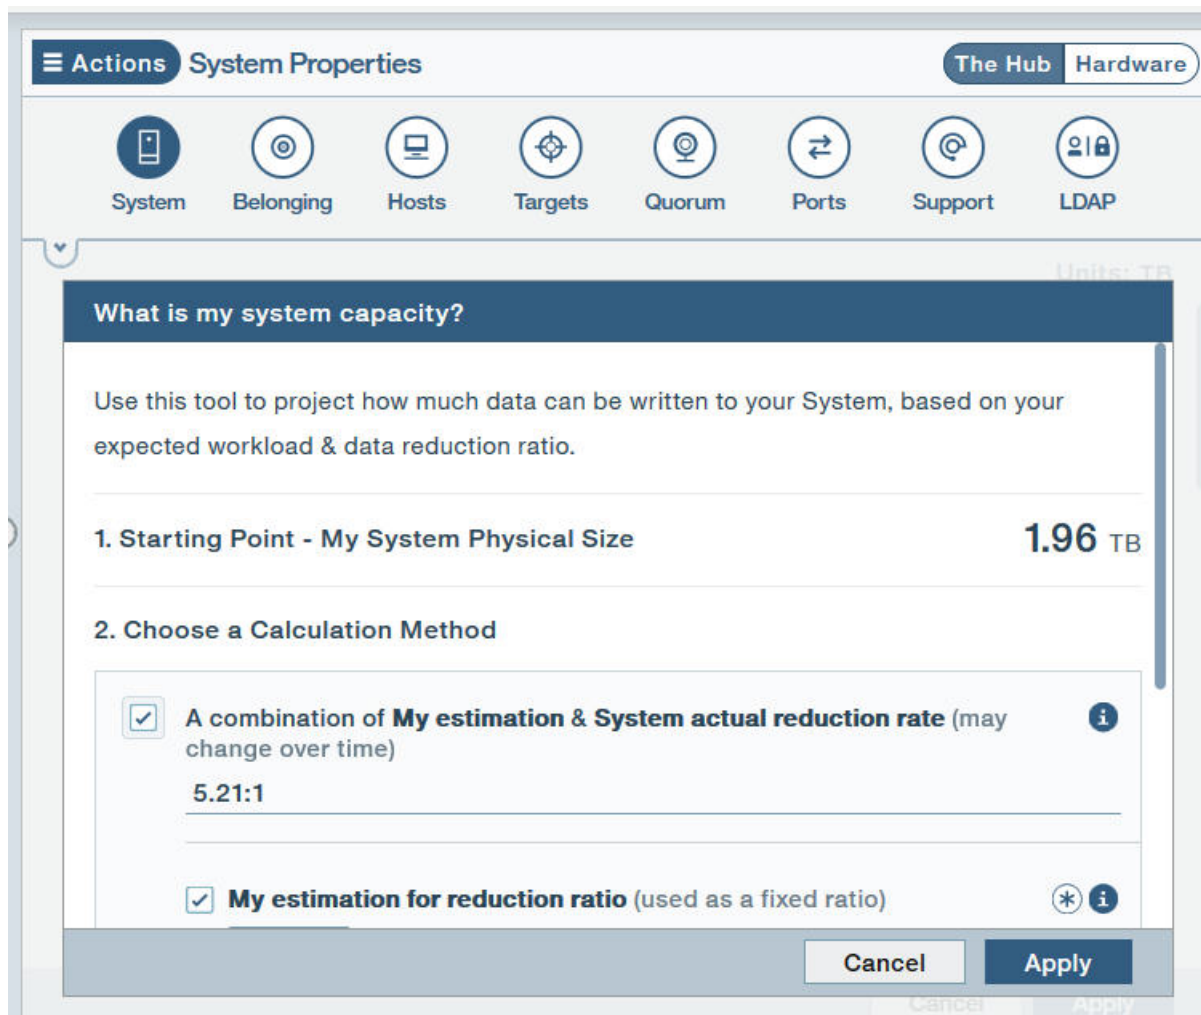 Actions System Properties The Hub Hardware
System Belonging Hosts Targets Quorum Ports Support LDAP
Units: TB
What is my system capacity?
Use this tool to project how much data can be written to your System, based on your
expected workload & data reduction ratio.
1. Starting Point - My System Physical Size 1.96 TB
2. Choose a Calculation Method
A combination of My estimation & System actual reduction rate (may
change over time)
5.21:1
My estimation for reduction ratio (used as a fixed ratio)
Cancel Apply
Cancel Apply